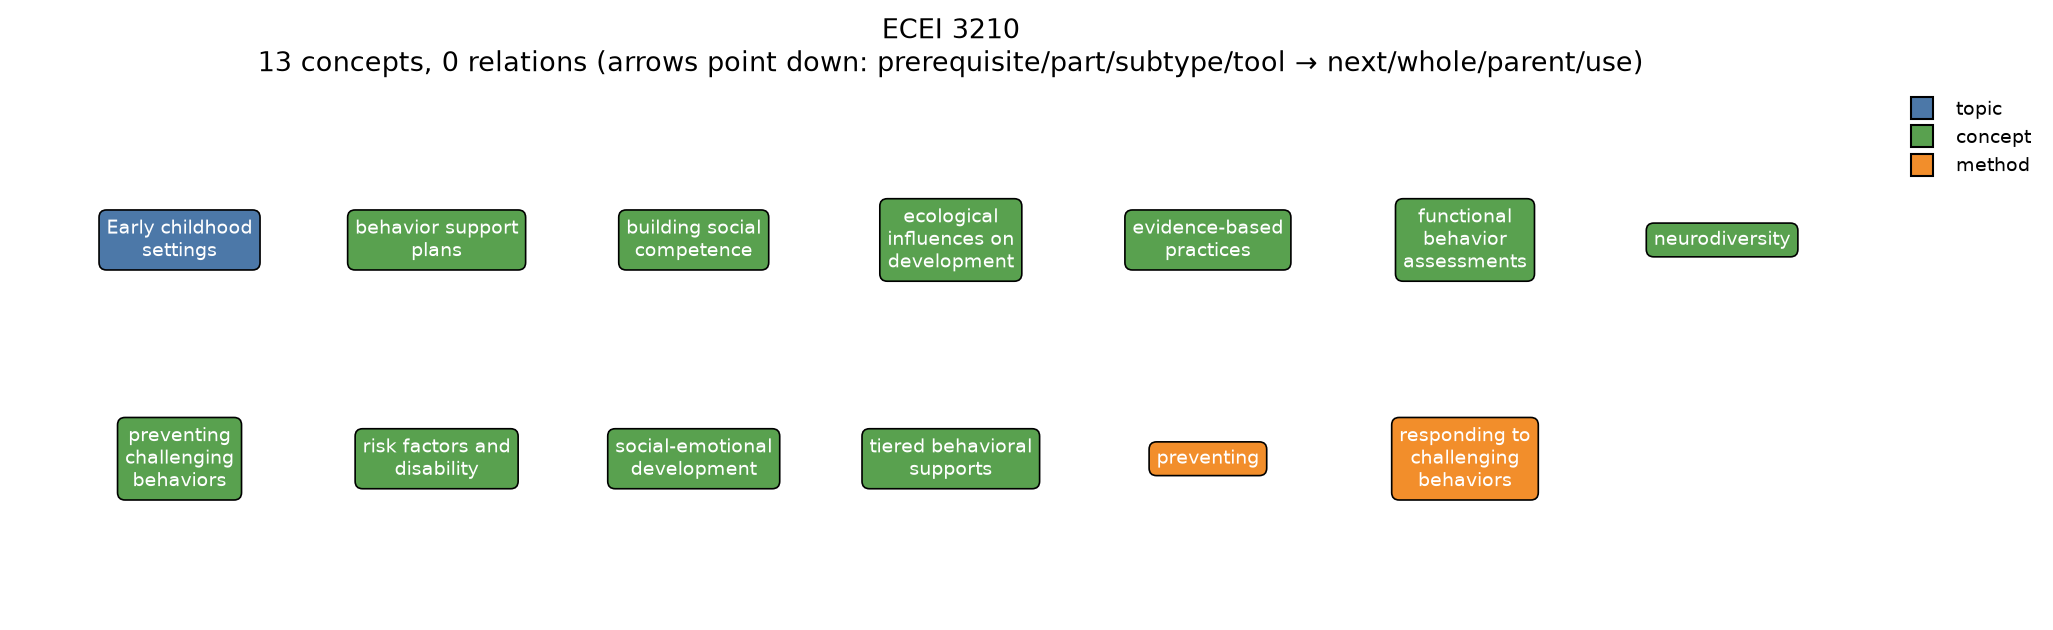 ECEI 3210
13 concepts, 0 relations (arrows point down: prerequisite/part/subtype/tool → next/whole/parent/use)
topic
concept
method
Early childhood
settings
behavior support
plans
building social
competence
ecological
influences on
development
evidence-based
practices
functional
behavior
assessments
neurodiversity
preventing
challenging
behaviors
risk factors and
disability
social-emotional
development
tiered behavioral
supports
preventing
responding to
challenging
behaviors